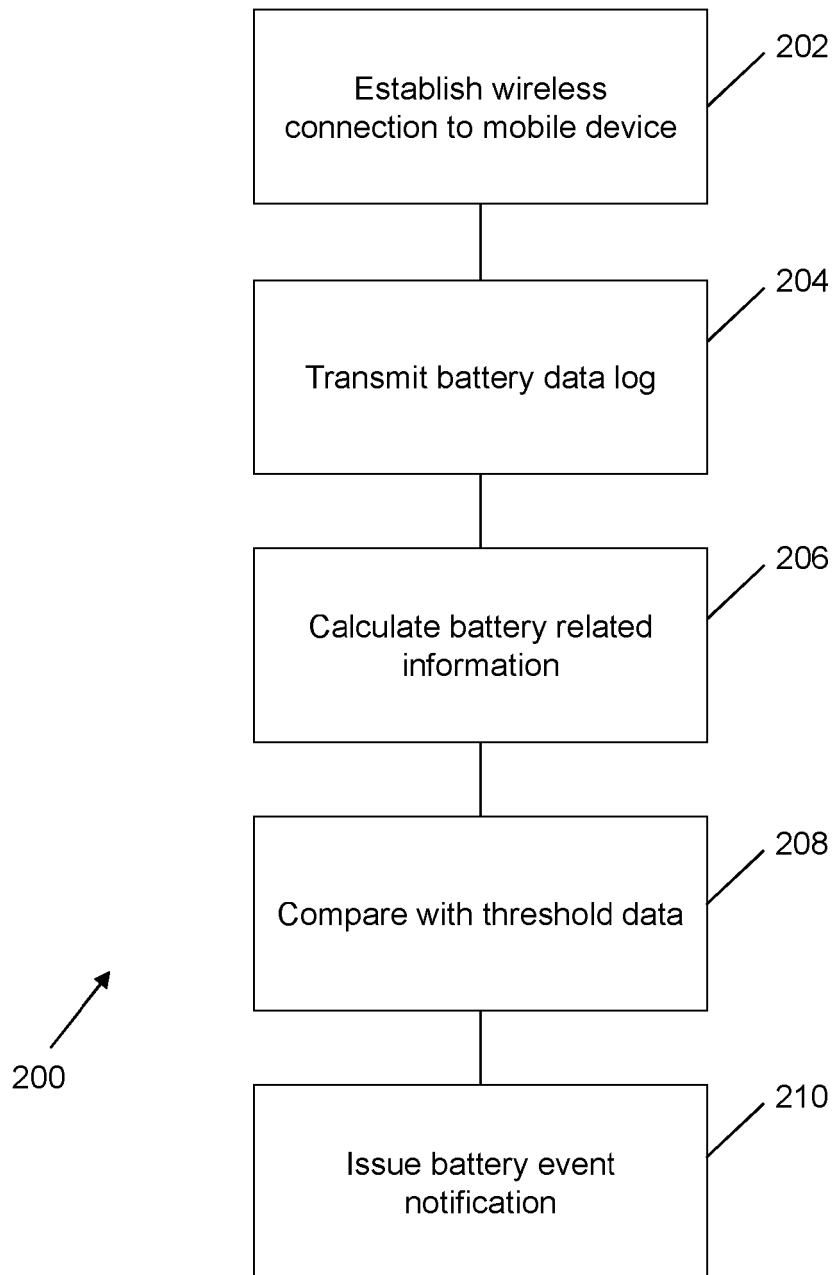 202
Establish wireless
connection to mobile device
204
Transmit battery data log
206
Calculate battery related
information
208
Compare with threshold data
200
210
Issue battery event
notification